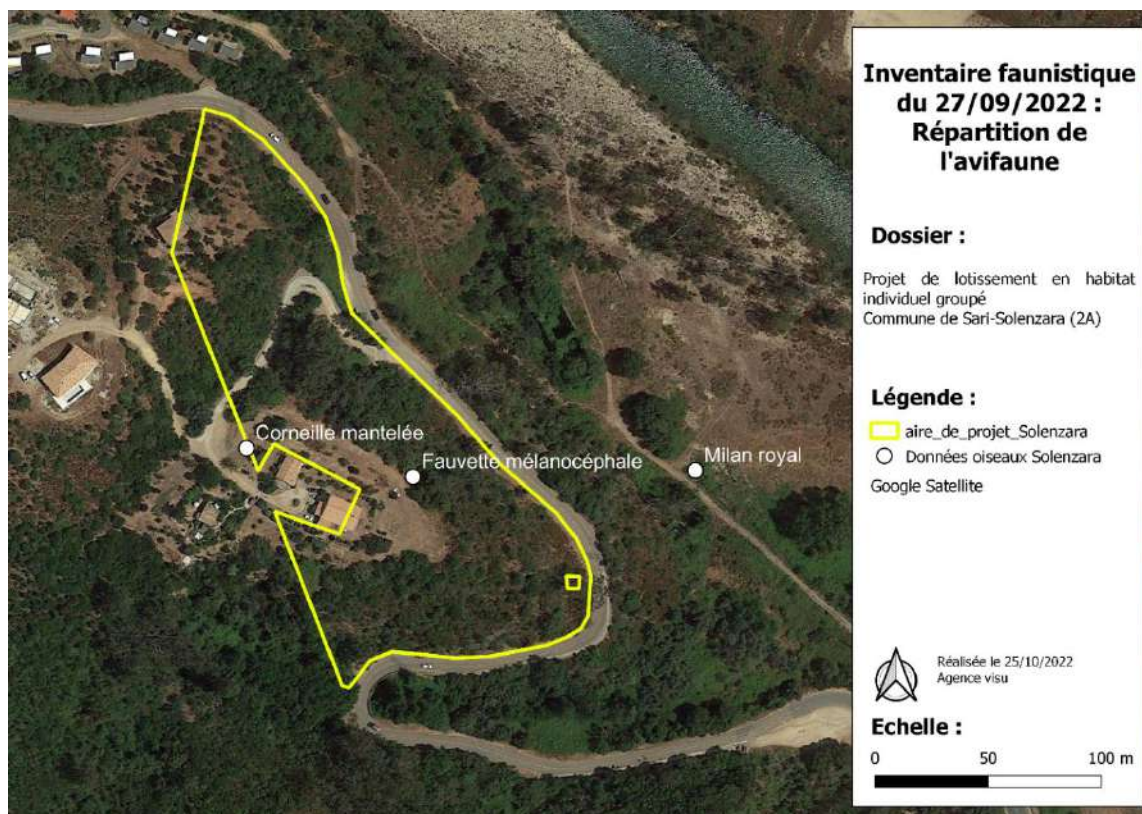 Inventaire faunistique
du 27/09/2022 :
Répartition de
l'avifaune
Dossier :
Projet de lotissement en habitat
individuel groupé
Commune de Sari-Solenzara (2A)
Légende :
aire_de_projet_Solenzara
Données oiseaux Solenzara
Google Satellite
Réalisée le 25/10/2022
Agence visu
Echelle :
0 50 100 m
Corneille mantelée
Fauvette mélanocéphale
Milan royal